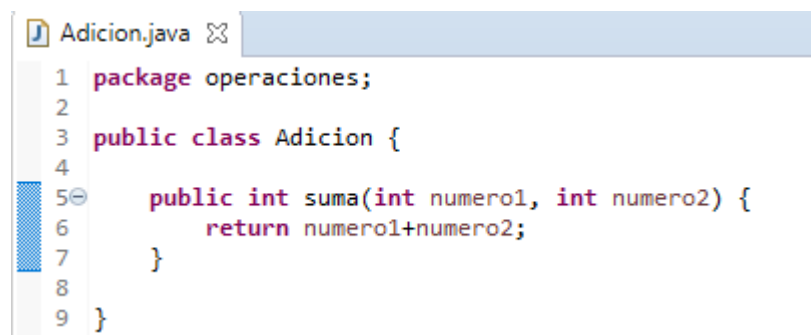 Adicion.java
1 package operaciones;
2
3 public class Adicion {
4
5 public int suma(int numero1, int numero2) {
6 return numero1+numero2;
7 }
8
9 }